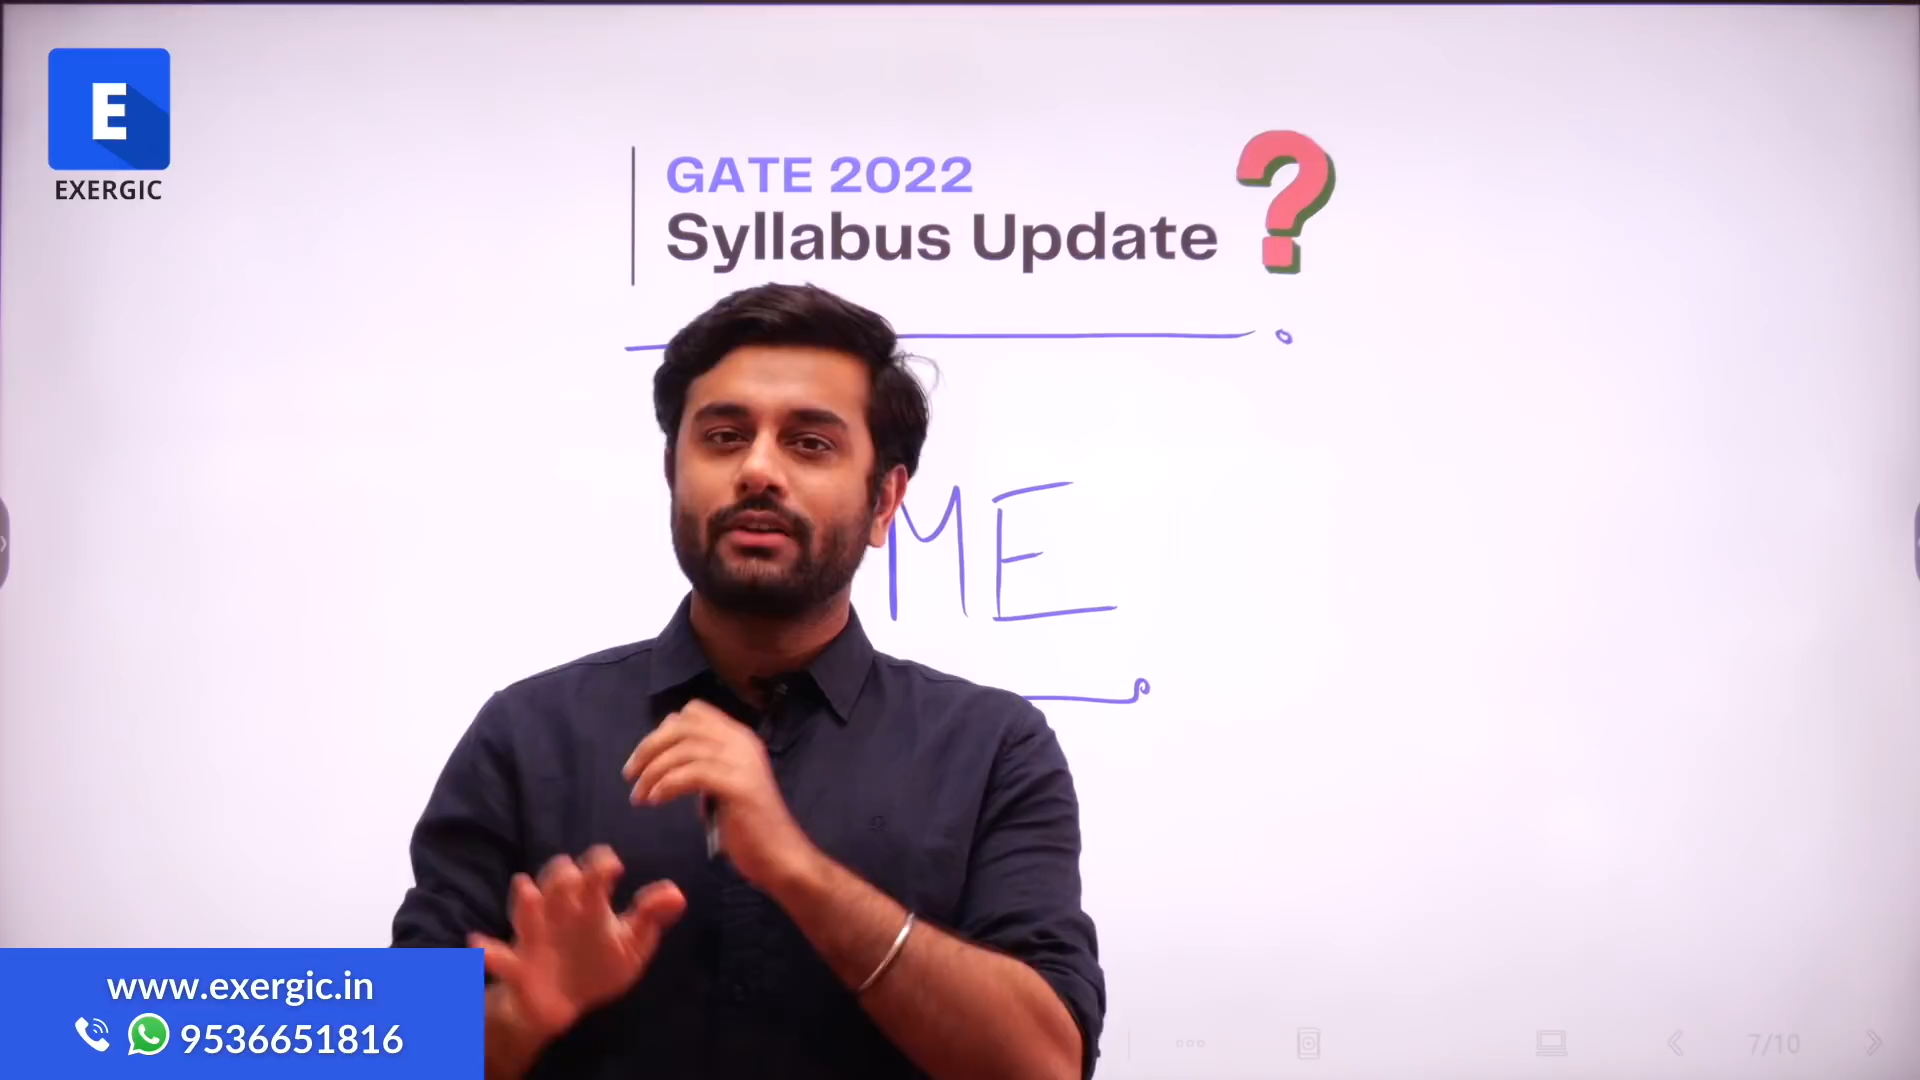 E
EXERGIC
GATE 2022
Syllabus Update ?
ME
www.exergic.in
9536651816
7/10